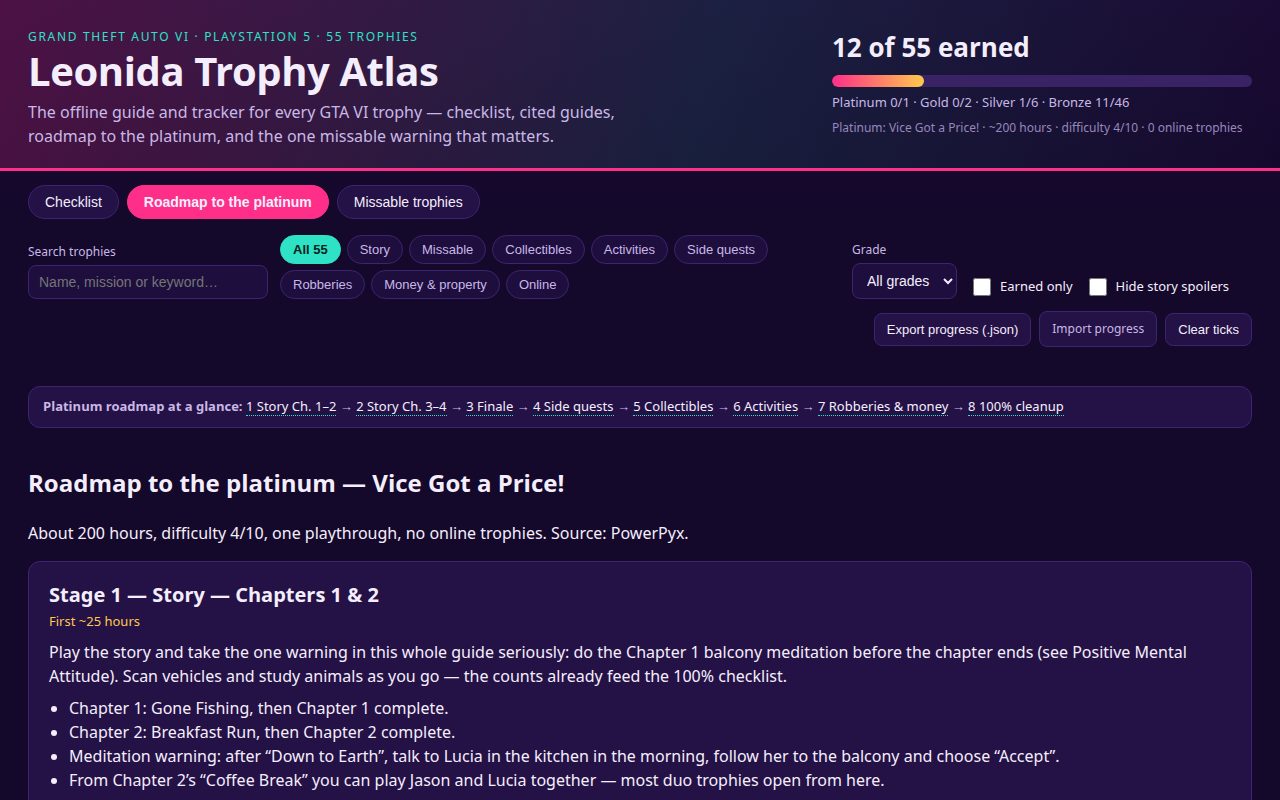 GRAND THEFT AUTO VI · PLAYSTATION 5 · 55 TROPHIES
Leonida Trophy Atlas
The offline guide and tracker for every GTA VI trophy — checklist, cited guides,
roadmap to the platinum, and the one missable warning that matters.
12 of 55 earned
Platinum 0/1 · Gold 0/2 · Silver 1/6 · Bronze 11/46
Platinum: Vice Got a Price! · ~200 hours · difficulty 4/10 · 0 online trophies
Checklist
Roadmap to the platinum
Missable trophies
Search trophies
Name, mission or keyword…
All 55
Story
Missable
Collectibles
Activities
Side quests
Robberies
Money & property
Online
Grade
All grades
Earned only
Hide story spoilers
Export progress (.json)
Import progress
Clear ticks
Platinum roadmap at a glance: 1 Story Ch. 1–2 → 2 Story Ch. 3–4 → 3 Finale → 4 Side quests → 5 Collectibles → 6 Activities → 7 Robberies & money → 8 100% cleanup
Roadmap to the platinum — Vice Got a Price!
About 200 hours, difficulty 4/10, one playthrough, no online trophies. Source: PowerPyx.
Stage 1 — Story — Chapters 1 & 2
First ~25 hours
Play the story and take the one warning in this whole guide seriously: do the Chapter 1 balcony meditation before the chapter ends (see Positive Mental
Attitude). Scan vehicles and study animals as you go — the counts already feed the 100% checklist.
• Chapter 1: Gone Fishing, then Chapter 1 complete.
• Chapter 2: Breakfast Run, then Chapter 2 complete.
• Meditation warning: after “Down to Earth”, talk to Lucia in the kitchen in the morning, follow her to the balcony and choose “Accept”.
• From Chapter 2’s “Coffee Break” you can play Jason and Lucia together — most duo trophies open from here.